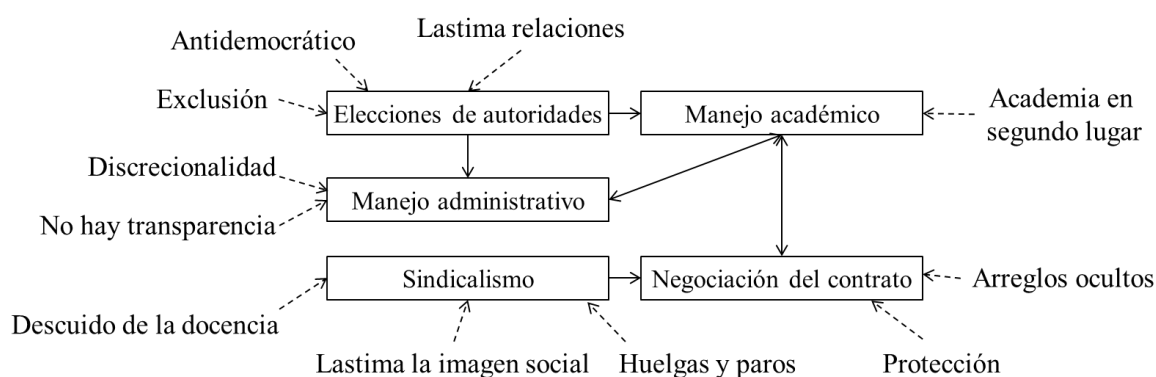 Lastima relaciones
Antidemocrático
Exclusión
Elecciones de autoridades
Manejo académico
Academia en
segundo lugar
Discrecionalidad
Manejo administrativo
No hay transparencia
Sindicalismo
Negociación del contrato
Arreglos ocultos
Descuido de la docencia
Lastima la imagen social
Huelgas y paros
Protección